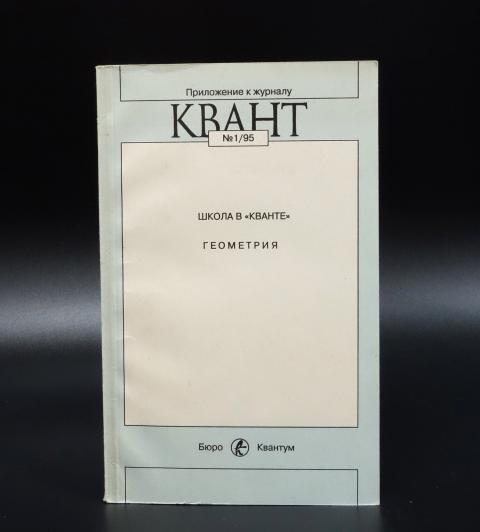 Приложение к журналу
КВАНТ
№1/95
ШКОЛА В «КВАНТЕ»
ГЕОМЕТРИЯ
Бюро Квантум